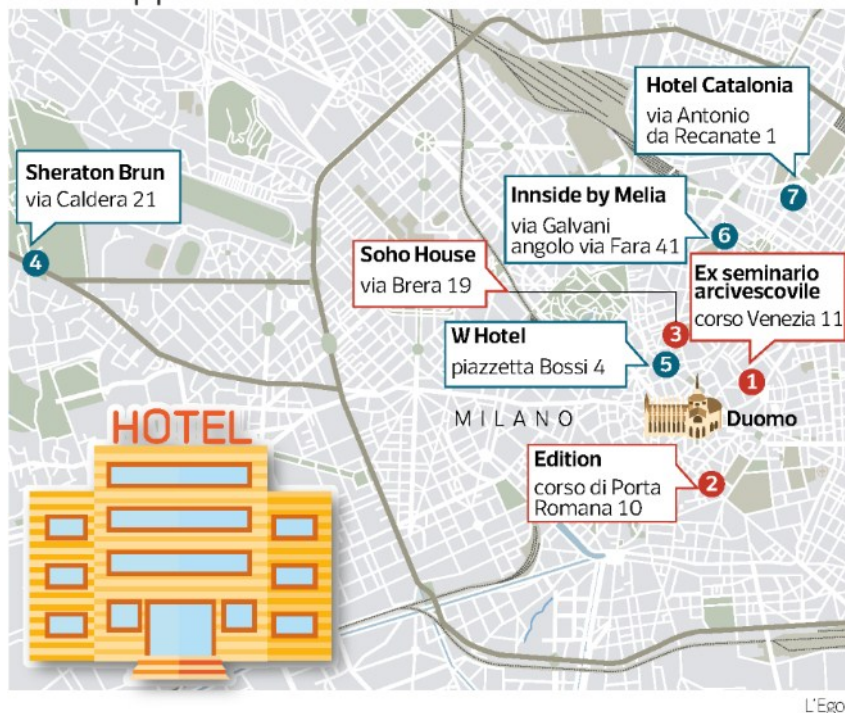 Hotel Catalonia
via Antonio
da Recanate 1
7
Sheraton Brun
via Caldera 21
4
Innside by Melia
via Galvani
angolo via Fara 41
6
Soho House
via Brera 19
3
Ex seminario
arcivescovile
corso Venezia 11
1
W Hotel
piazzetta Bossi 4
5
MILANO
Duomo
HOTEL
Edition
corso di Porta
Romana 10
2
L'Ego